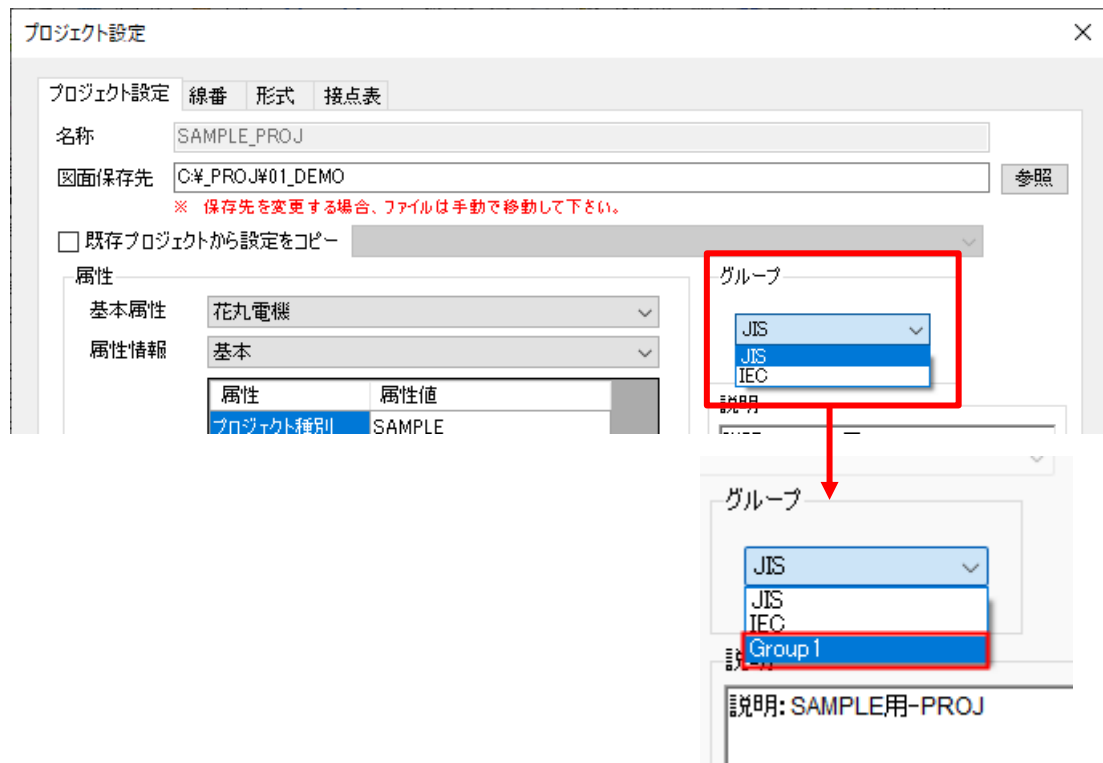 プロジェクト設定
プロジェクト設定 線番 形式 接点表
名称 SAMPLE_PROJ
図面保存先 C:¥_PROJ¥01_DEMO 参照
※ 保存先を変更する場合、ファイルは手動で移動して下さい。
既存プロジェクトから設定をコピー
属性
基本属性 花丸電機
属性情報 基本
属性 属性値
プロジェクト種別 SAMPLE
グループ
JIS
JIS
IEC
説明
グループ
JIS
JIS
IEC
Group1
説明: SAMPLE用-PROJ